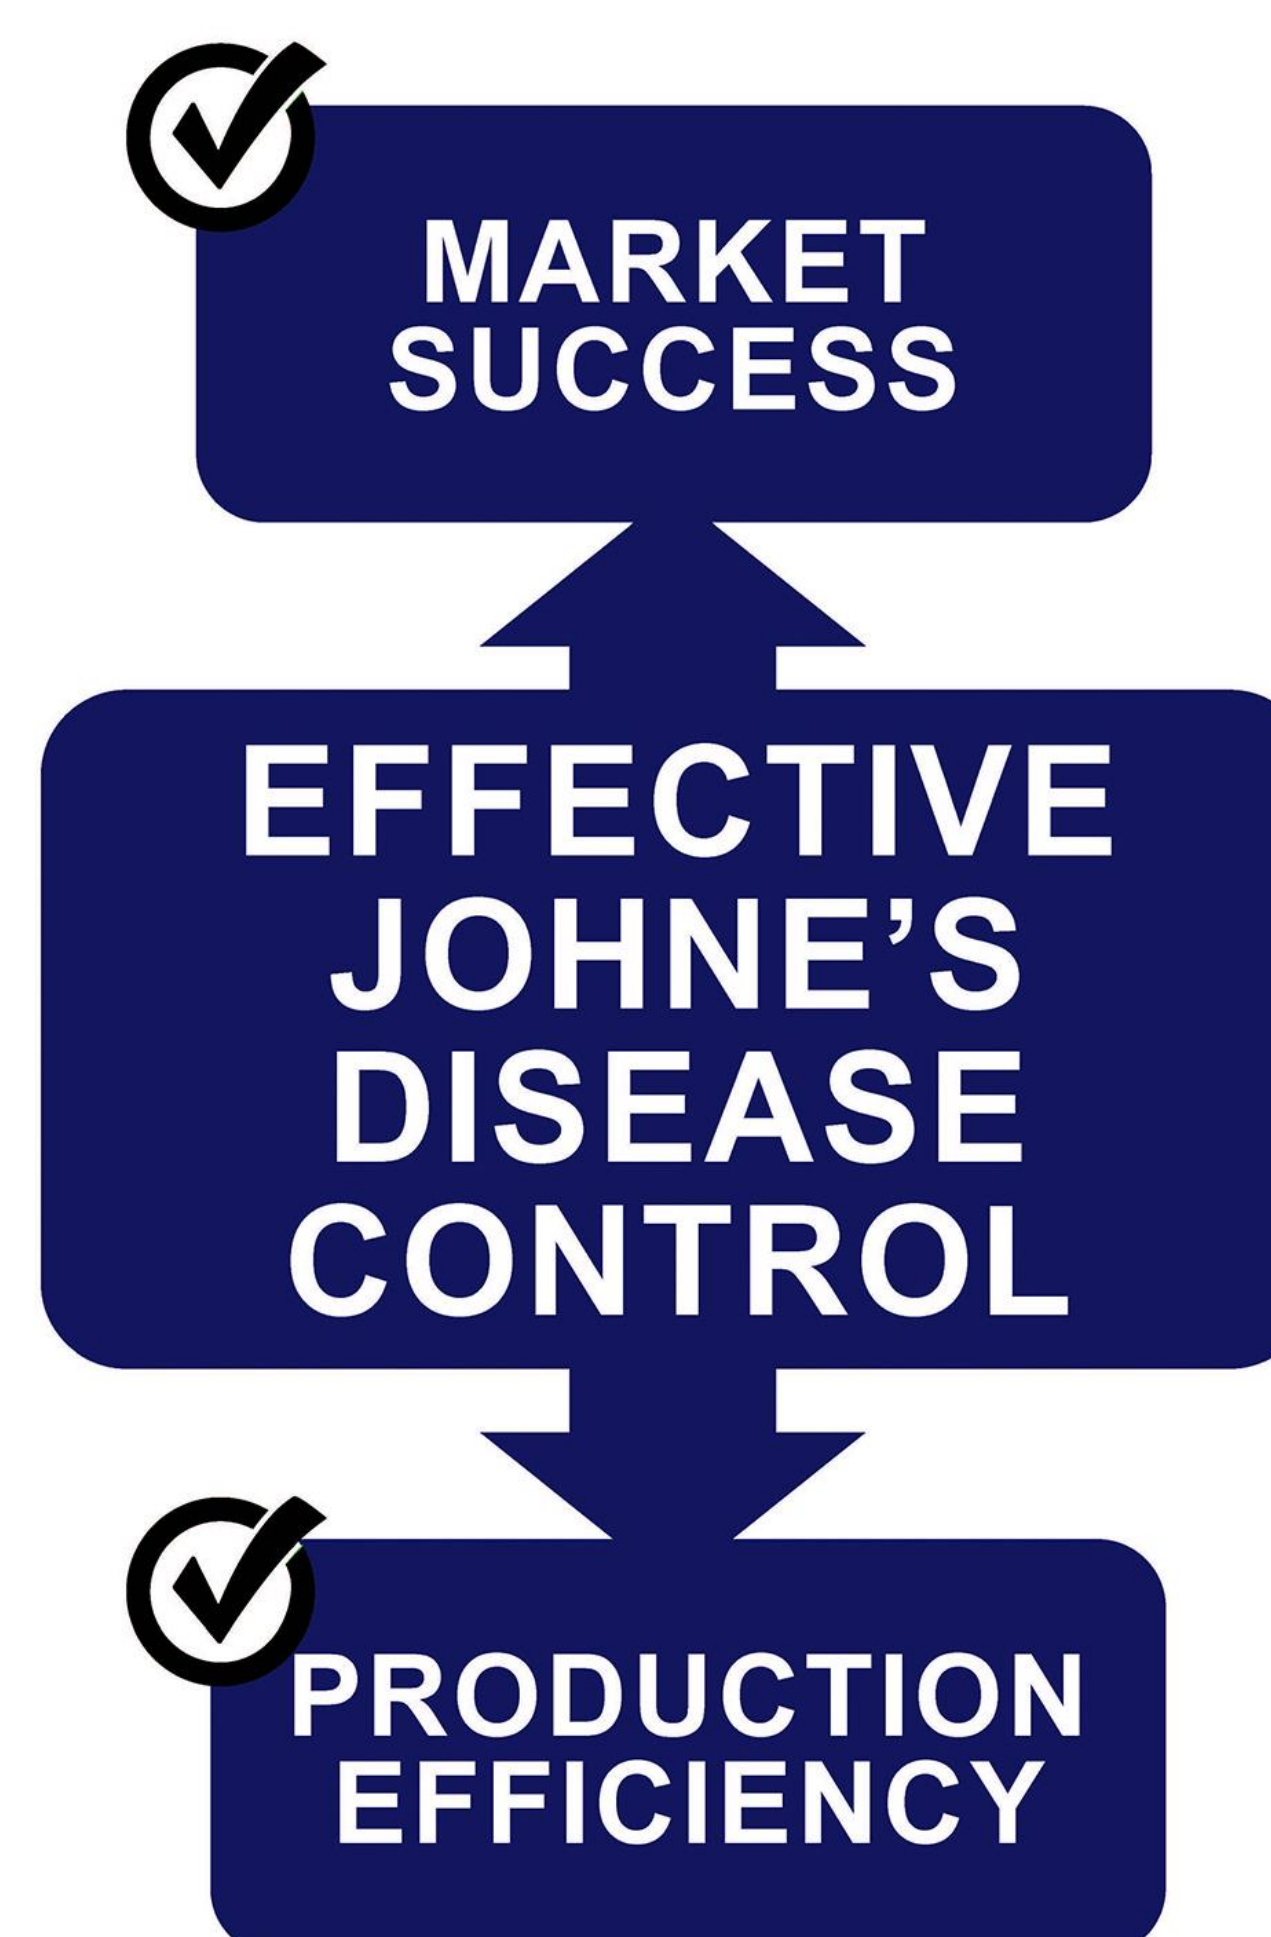 MARKET
SUCCESS
EFFECTIVE
JOHNE’S
DISEASE
CONTROL
PRODUCTION
EFFICIENCY